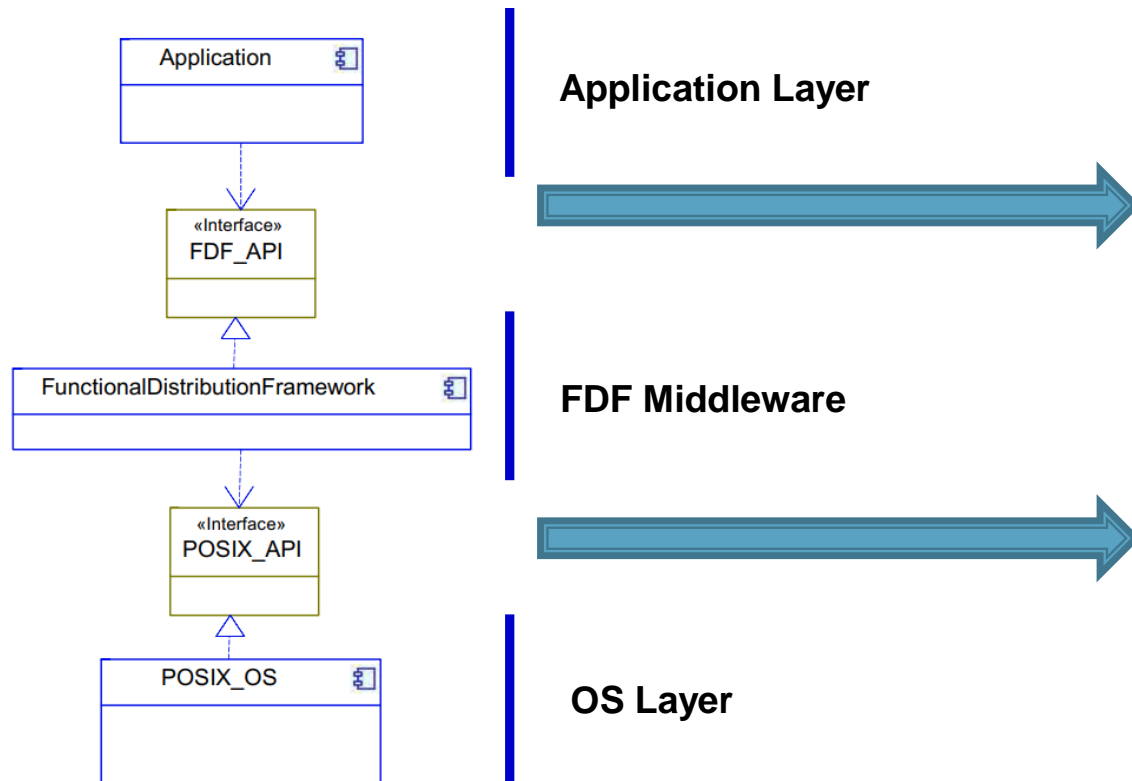 Application
Application Layer
«Interface»
FDF_API
FunctionalDistributionFramework
FDF Middleware
«Interface»
POSIX_API
POSIX_OS
OS Layer